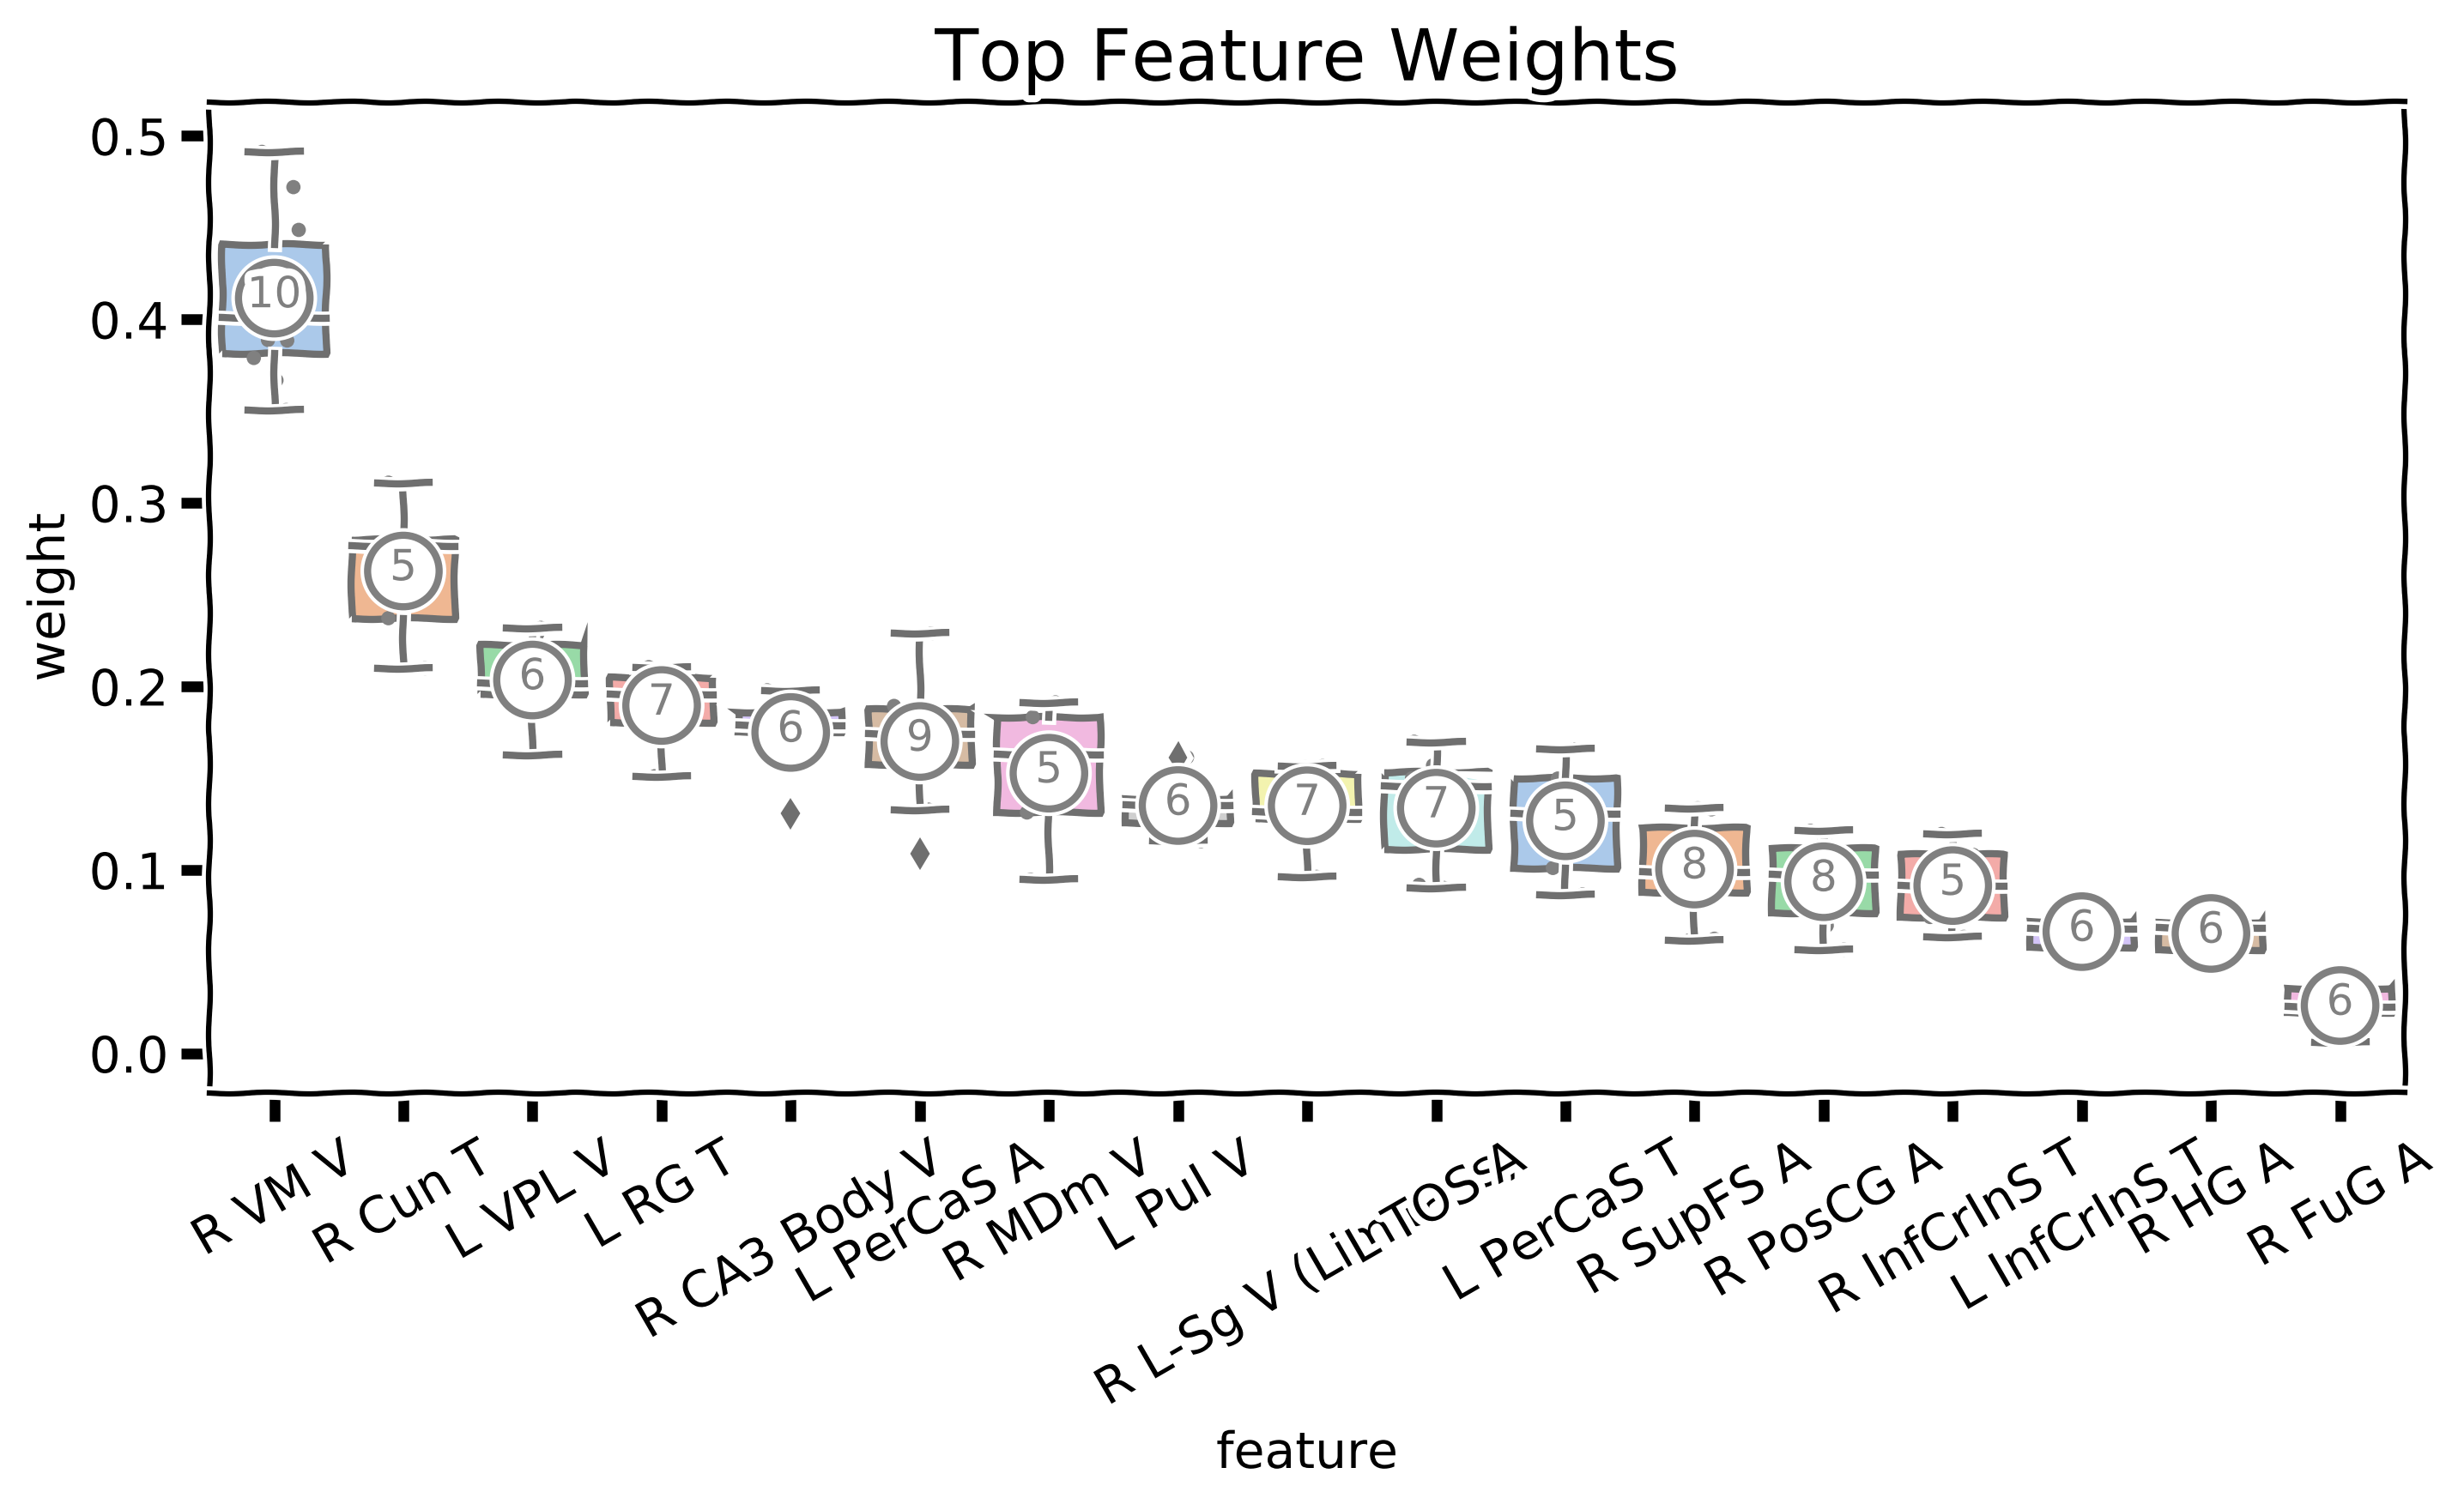 Top Feature Weights
weight
0.5
0.4
0.3
0.2
0.1
0.0
10
5
6
7
6
9
5
6
7
7
5
8
8
5
6
6
6
R VM V
R Cun T
L VPL V
L RG T
R CA3 Body V
L PerCaS A
R MDm V
L Pul V
R L-Sg V
L PerCaS T
R SupFS A
R PosCG A
R InfCrInS T
L InfCrInS T
R HG A
R FuG A
feature